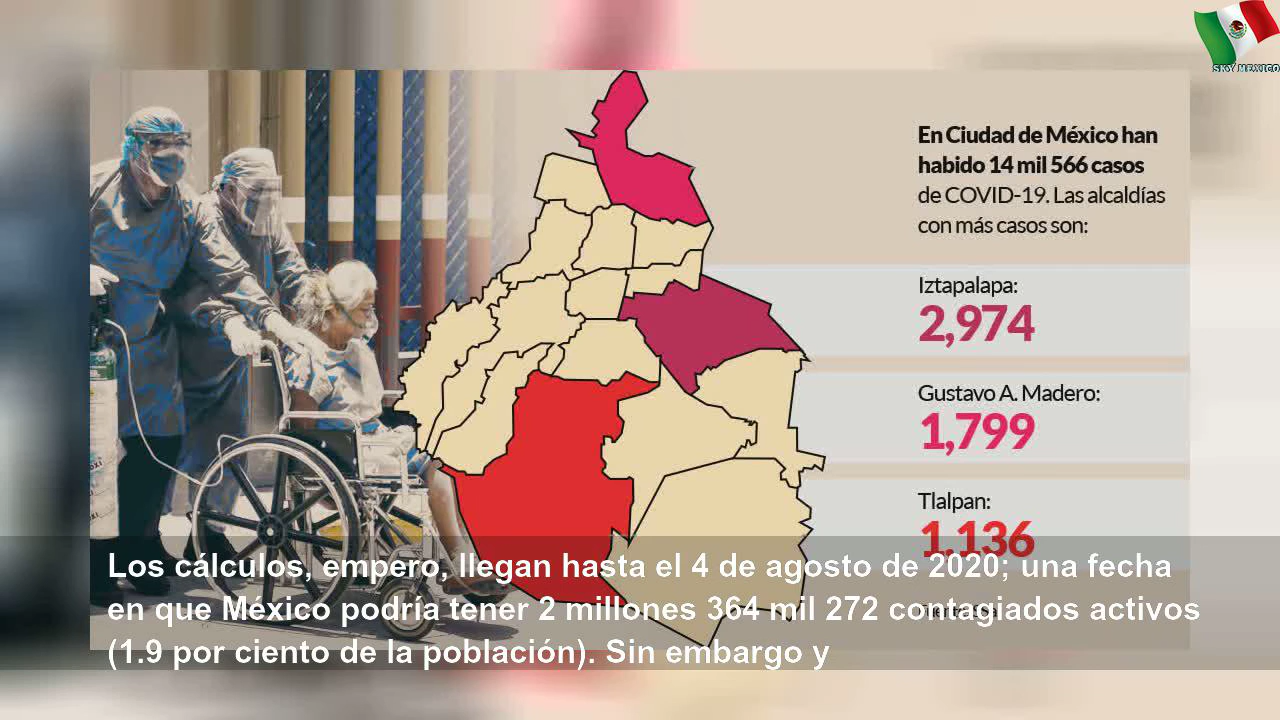 SKY MEXICO
En Ciudad de México han
habido 14 mil 566 casos
de COVID-19. Las alcaldías
con más casos son:
Iztapalapa:
2,974
Gustavo A. Madero:
1,799
Tlalpan:
1,136
Los cálculos, empero, llegan hasta el 4 de agosto de 2020; una fecha
en que México podría tener 2 millones 364 mil 272 contagiados activos
(1.9 por ciento de la población). Sin embargo y